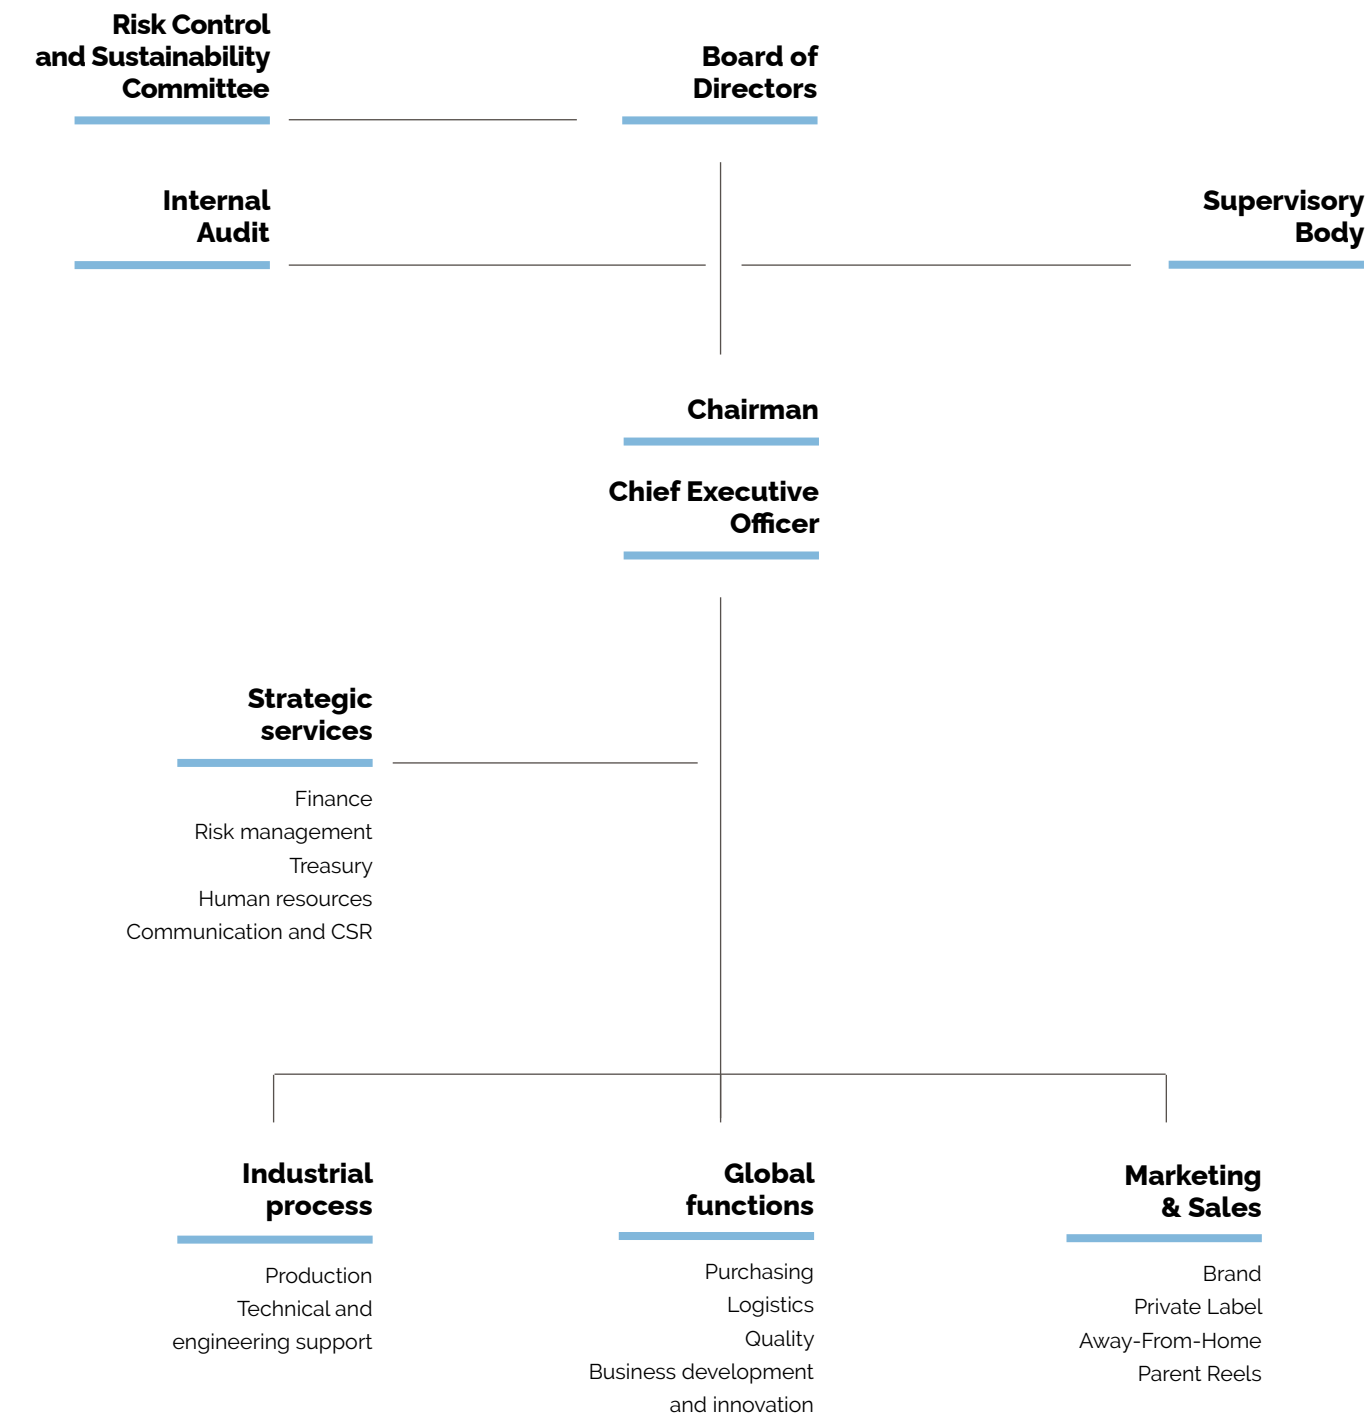 Risk Control
and Sustainability
Committee
Board of
Directors
Internal
Audit
Supervisory
Body
Chairman
Chief Executive
Officer
Strategic
services
Finance
Risk management
Treasury
Human resources
Communication and CSR
Industrial
process
Production
Technical and
engineering support
Global
functions
Purchasing
Logistics
Quality
Business development
and innovation
Marketing
& Sales
Brand
Private Label
Away-From-Home
Parent Reels